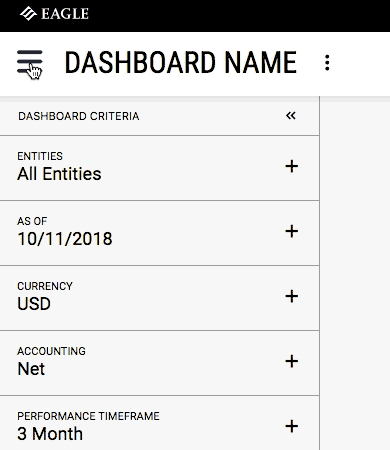 EAGLE
DASHBOARD NAME
DASHBOARD CRITERIA
ENTITIES
All Entities
AS OF
10/11/2018
CURRENCY
USD
ACCOUNTING
Net
PERFORMANCE TIMEFRAME
3 Month